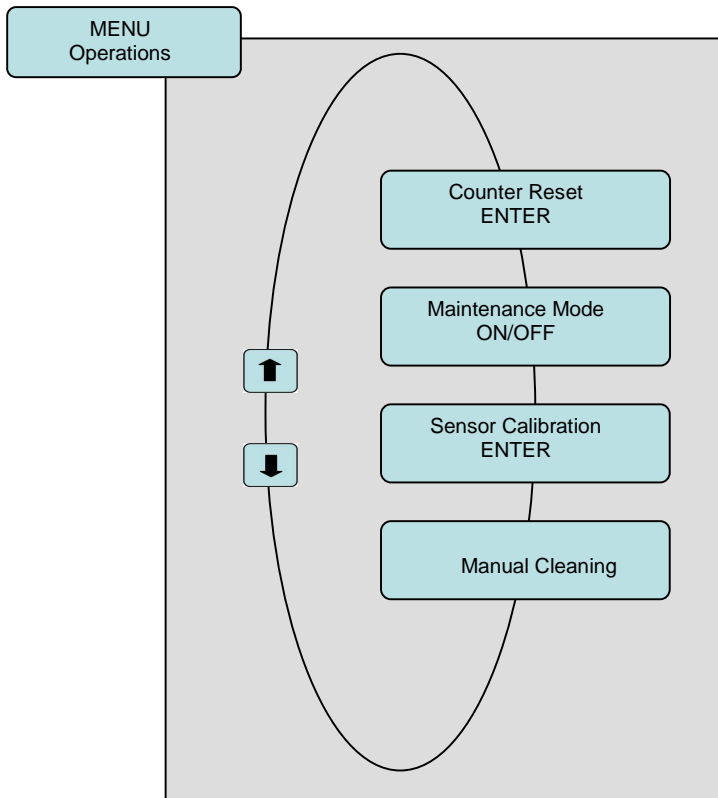 MENU
Operations
Counter Reset
ENTER
Maintenance Mode
ON/OFF
Sensor Calibration
ENTER
Manual Cleaning